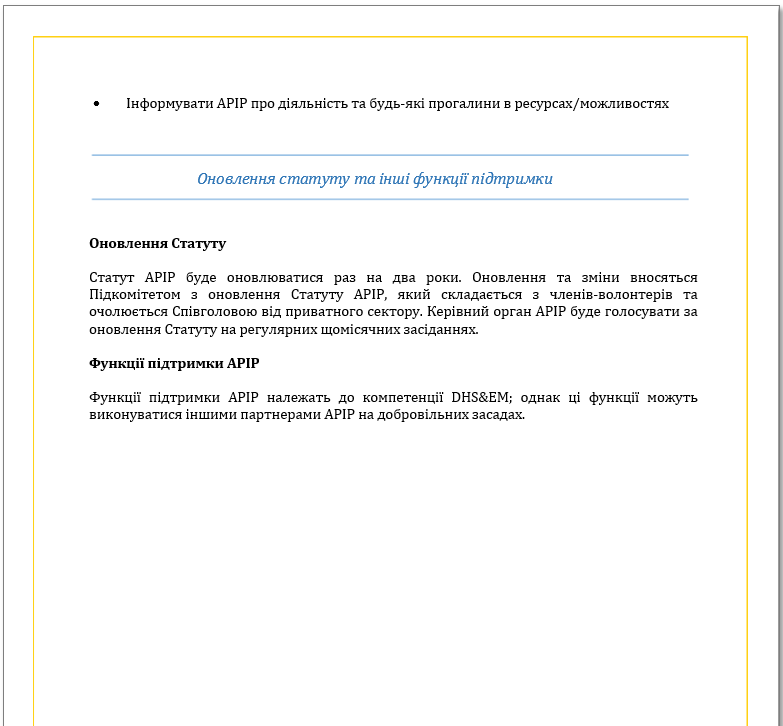 • Інформувати APIP про діяльність та будь-які прогалини в ресурсах/можливостях
Оновлення статуту та інші функції підтримки
Оновлення Статуту
Статут APIP буде оновлюватися раз на два роки. Оновлення та зміни вносяться
Підкомітетом з оновлення Статуту APIP, який складається з членів-волонтерів та
очолюється Співголовою від приватного сектору. Керівний орган APIP буде голосувати за
оновлення Статуту на регулярних щомісячних засіданнях.
Функції підтримки APIP
Функції підтримки APIP належать до компетенції DHS&EM; однак ці функції можуть
виконуватися іншими партнерами APIP на добровільних засадах.